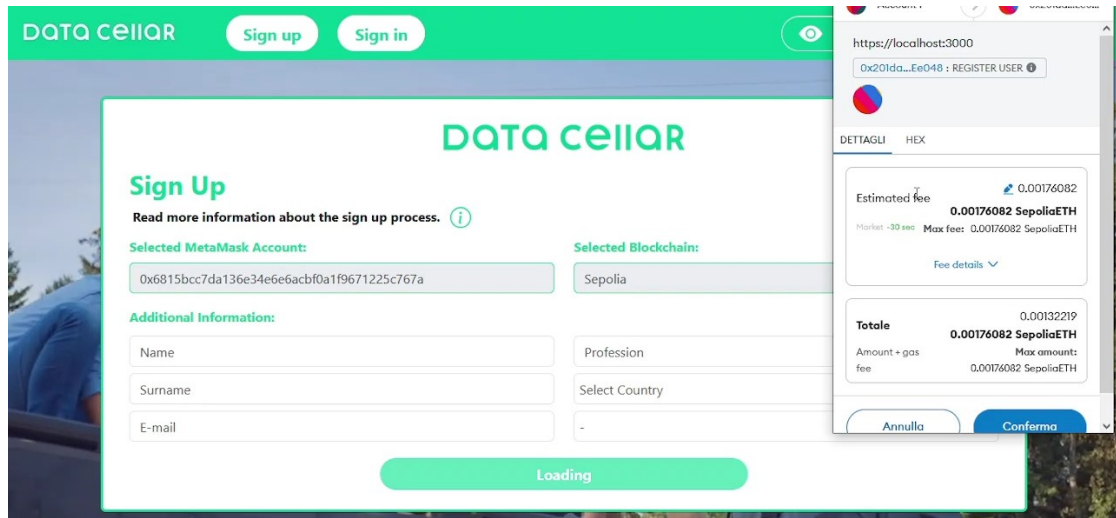 DATA CELLAR
Sign up
Sign in
DATA CELLAR
Sign Up
Read more information about the sign up process. i
Selected MetaMask Account:
Selected Blockchain:
0x6815bcc7da136e34e6e6acbf0a1f9671225c767a
Sepolia
Additional Information:
Name
Profession
Surname
Select Country
E-mail
-
Loading
https://localhost:3000
0x201da...Ee048 : REGISTER USER
DETTAGLI HEX
Estimated fee
0.00176082
0.00176082 SepoliaETH
Market ~30 sec Max fee: 0.00176082 SepoliaETH
Fee details
0.00132219
Totale
0.00176082 SepoliaETH
Amount + gas fee
Max amount:
0.00176082 SepoliaETH
Annulla
Conferma